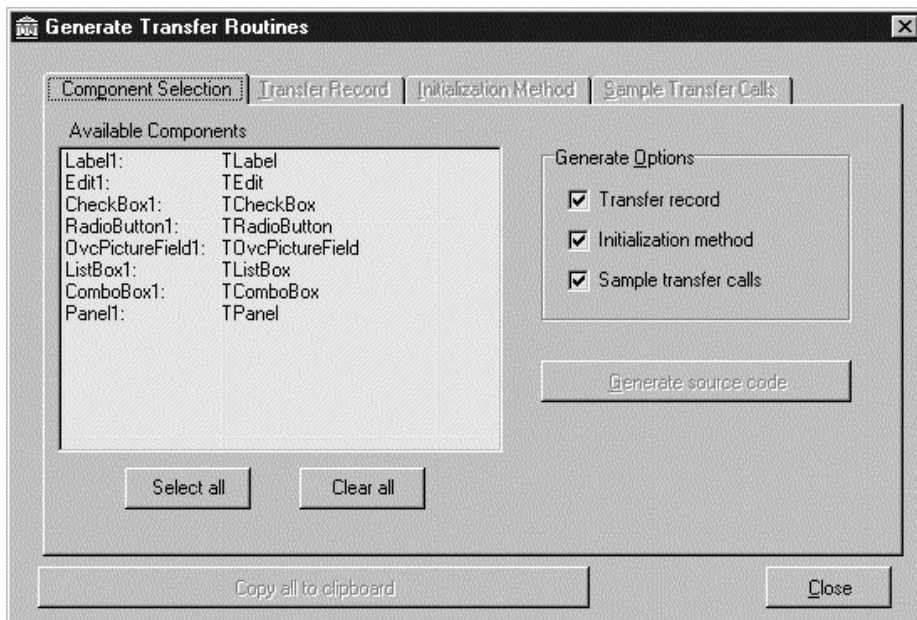 Generate Transfer Routines
Component Selection
Transfer Record
Initialization Method
Sample Transfer Calls
Available Components
Label1: TLabel
Edit1: TEdit
CheckBox1: TCheckBox
RadioButton1: TRadioButton
OvcPictureField1: TOvcPictureField
ListBox1: TListBox
ComboBox1: TComboBox
Panel1: TPanel
Select all
Clear all
Generate Options
Transfer record
Initialization method
Sample transfer calls
Generate source code
Copy all to clipboard
Close